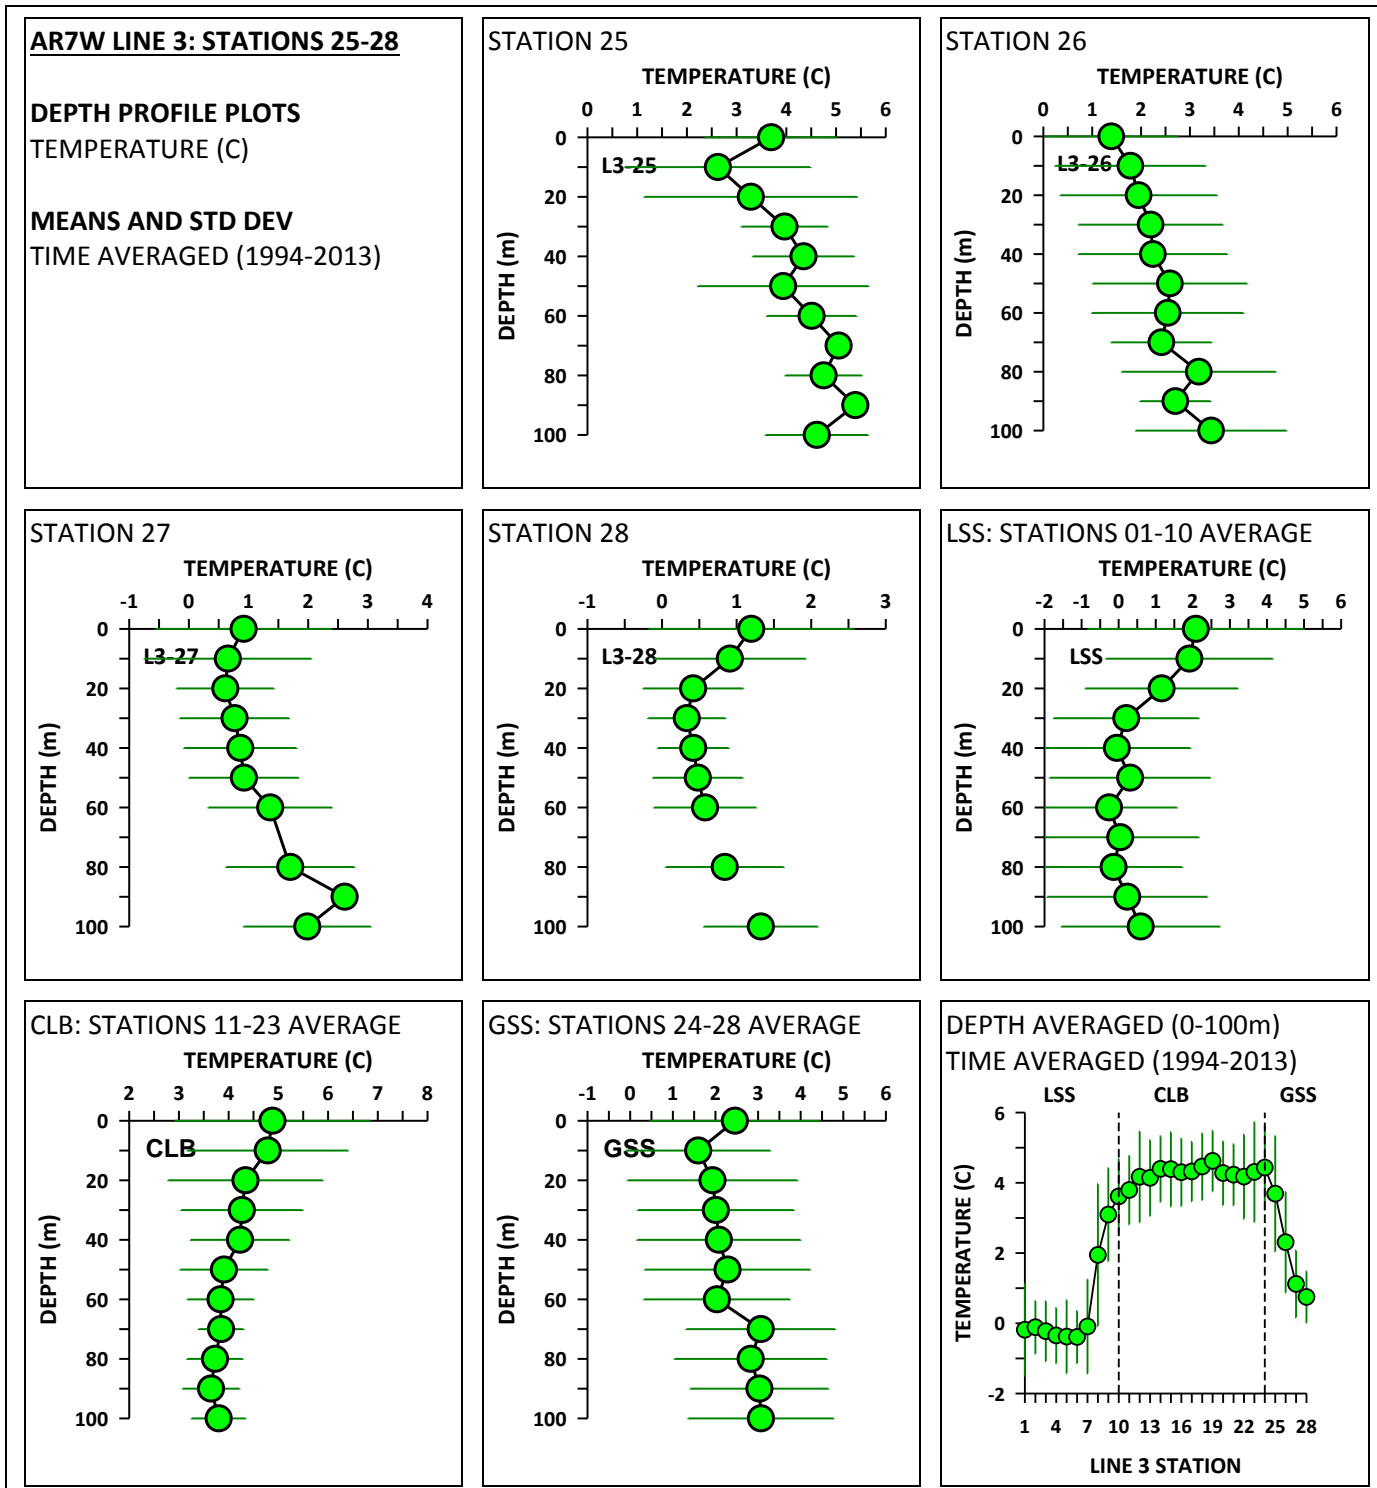 AR7W LINE 3: STATIONS 25-28
DEPTH PROFILE PLOTS
TEMPERATURE (C)
MEANS AND STD DEV
TIME AVERAGED (1994-2013)
STATION 25
TEMPERATURE (C)
0 1 2 3 4 5 6
0
L3-25
20
40
60
80
100
DEPTH (m)
STATION 26
TEMPERATURE (C)
0 1 2 3 4 5 6
0
L3-26
20
40
60
80
100
DEPTH (m)
STATION 27
TEMPERATURE (C)
-1 0 1 2 3 4
0
L3-27
20
40
60
80
100
DEPTH (m)
STATION 28
TEMPERATURE (C)
-1 0 1 2 3
0
L3-28
20
40
60
80
100
DEPTH (m)
LSS: STATIONS 01-10 AVERAGE
TEMPERATURE (C)
-2 -1 0 1 2 3 4 5 6
0
LSS
20
40
60
80
100
DEPTH (m)
CLB: STATIONS 11-23 AVERAGE
TEMPERATURE (C)
2 3 4 5 6 7 8
0
CLB
20
40
60
80
100
DEPTH (m)
GSS: STATIONS 24-28 AVERAGE
TEMPERATURE (C)
-1 0 1 2 3 4 5 6
0
GSS
20
40
60
80
100
DEPTH (m)
DEPTH AVERAGED (0-100m)
TIME AVERAGED (1994-2013)
LSS CLB GSS
6
4
2
0
-2
TEMPERATURE (C)
1 4 7 10 13 16 19 22 25 28
LINE 3 STATION